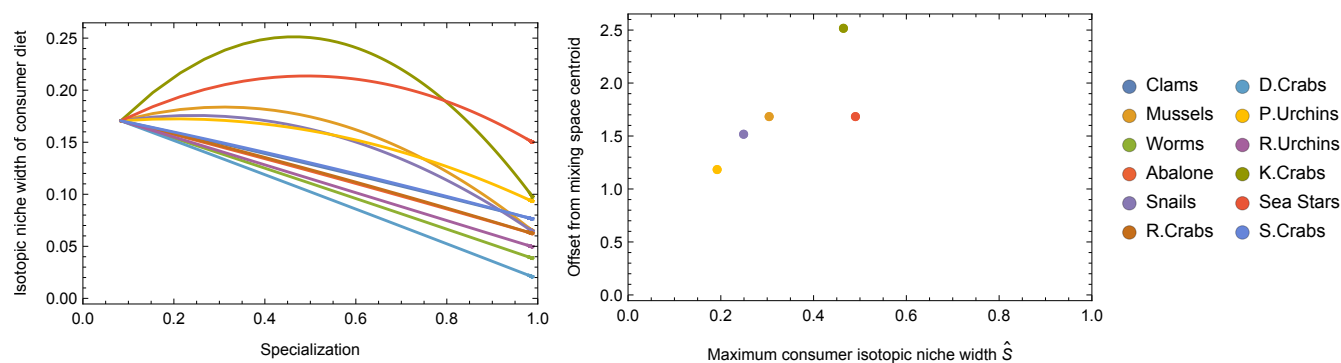 Isotopic niche width of consumer diet
0.25
0.20
0.15
0.10
0.05
0.00
0.0 0.2 0.4 0.6 0.8 1.0
Specialization
Offset from mixing space centroid
2.5
2.0
1.5
1.0
0.5
0.0
0.0 0.2 0.4 0.6 0.8 1.0
Maximum consumer isotopic niche width Ŝ
Clams D.Crabs
Mussels P.Urchins
Worms R.Urchins
Abalone K.Crabs
Snails Sea Stars
R.Crabs S.Crabs